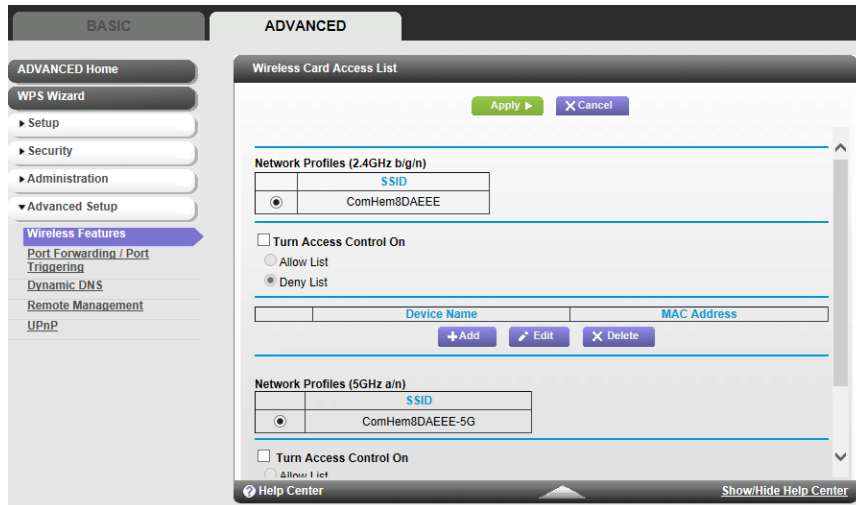 BASIC
ADVANCED
ADVANCED Home
WPS Wizard
Setup
Security
Administration
Advanced Setup
Wireless Features
Port Forwarding / Port
Triggering
Dynamic DNS
Remote Management
UPnP
Wireless Card Access List
Apply
Cancel
Network Profiles (2.4GHz b/g/n)
SSID
ComHem8DAEEE
Turn Access Control On
Allow List
Deny List
Device Name MAC Address
Add Edit Delete
Network Profiles (5GHz a/n)
SSID
ComHem8DAEEE-5G
Turn Access Control On
Allow List
Help Center Show/Hide Help Center